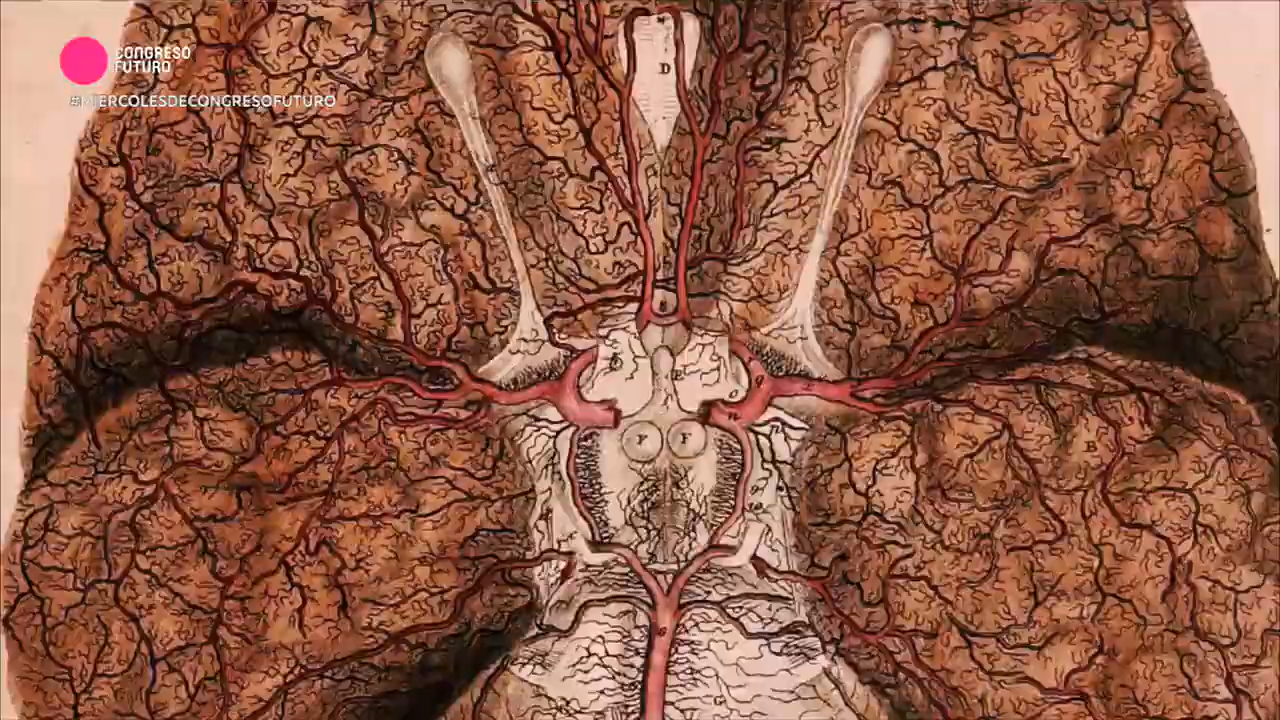 CONGRESO
FUTURO
#MIERCOLESDECONGRESOFUTURO
D
F F
B